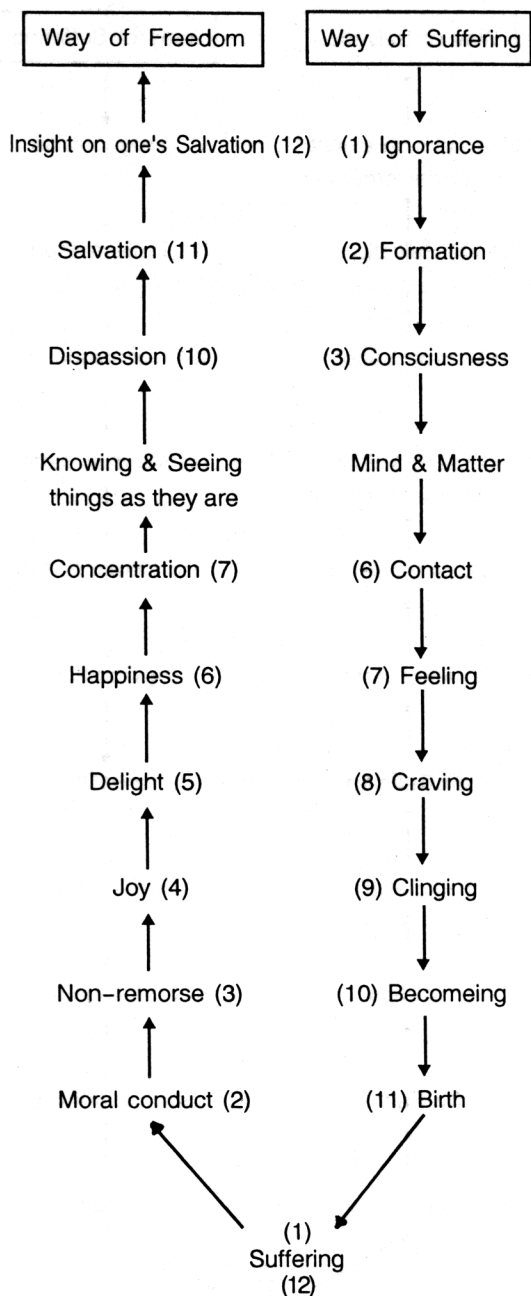 Way of Freedom
Insight on one's Salvation (12)
Salvation (11)
Dispassion (10)
Knowing & Seeing
things as they are
Concentration (7)
Happiness (6)
Delight (5)
Joy (4)
Non-remorse (3)
Moral conduct (2)
Way of Suffering
(1) Ignorance
(2) Formation
(3) Consciusness
Mind & Matter
(6) Contact
(7) Feeling
(8) Craving
(9) Clinging
(10) Becomeing
(11) Birth
(1)
Suffering
(12)